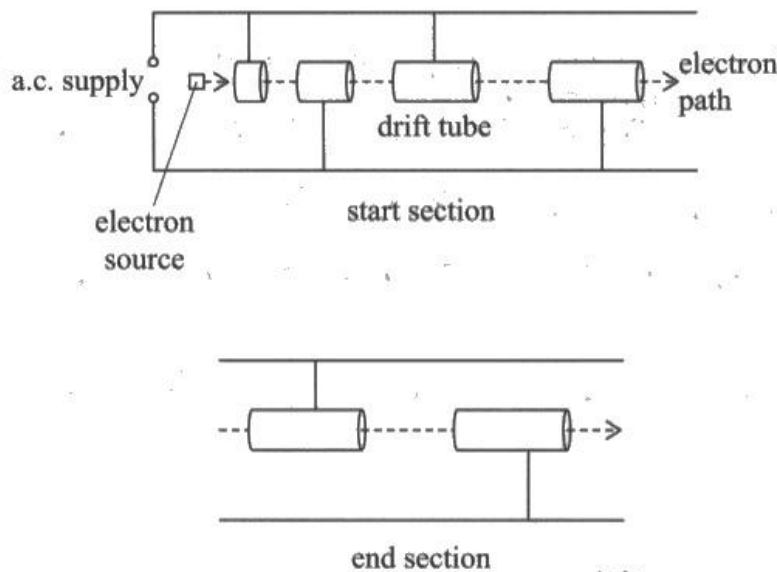 a.c. supply
electron
path
drift tube
start section
electron
source
end section